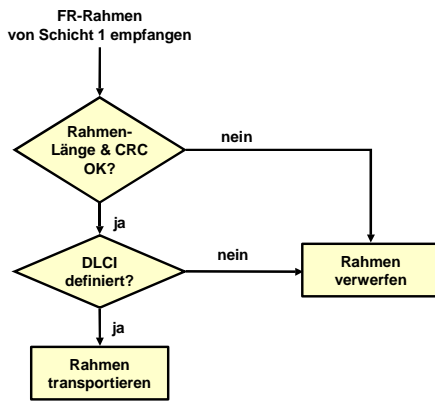 FR-Rahmen
von Schicht 1 empfangen
Rahmen-
Länge & CRC
OK?
nein
ja
DLCI
definiert?
nein
Rahmen
verwerfen
ja
Rahmen
transportieren